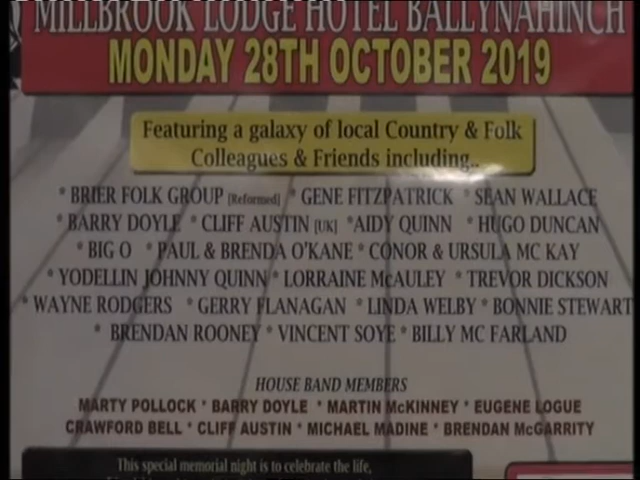 MILLBROOK LODGE HOTEL BALLYNAHINCH
MONDAY 28TH OCTOBER 2019
Featuring a galaxy of local Country & Folk
Colleagues & Friends including..
* BRIER FOLK GROUP [Reformed] * GENE FITZPATRICK * SEAN WALLACE
* BARRY DOYLE * CLIFF AUSTIN [UK] *AIDY QUINN * HUGO DUNCAN
* BIG O * PAUL & BRENDA O'KANE * CONOR & URSULA MC KAY
* YODELLIN JOHNNY QUINN * LORRAINE McAULEY * TREVOR DICKSON
* WAYNE RODGERS * GERRY FLANAGAN * LINDA WELBY * BONNIE STEWART
* BRENDAN ROONEY * VINCENT SOYE * BILLY MC FARLAND
HOUSE BAND MEMBERS
MARTY POLLOCK * BARRY DOYLE * MARTIN McKINNEY * EUGENE LOGUE
CRAWFORD BELL * CLIFF AUSTIN * MICHAEL MADINE * BRENDAN McGARRITY
This special memorial night is to celebrate the life,